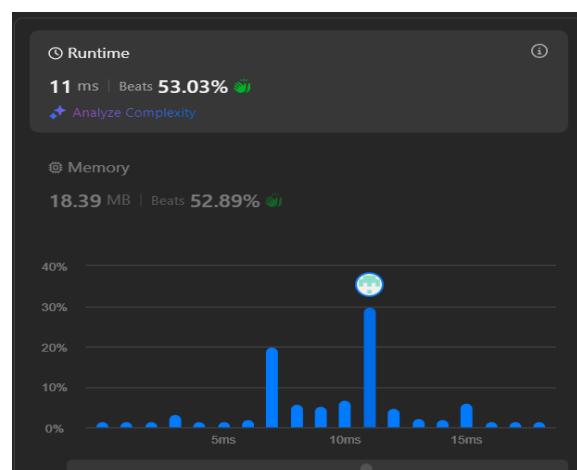 Runtime
11 ms | Beats 53.03%
Analyze Complexity
Memory
18.39 MB | Beats 52.89%
40%
30%
20%
10%
0%
5ms 10ms 15ms